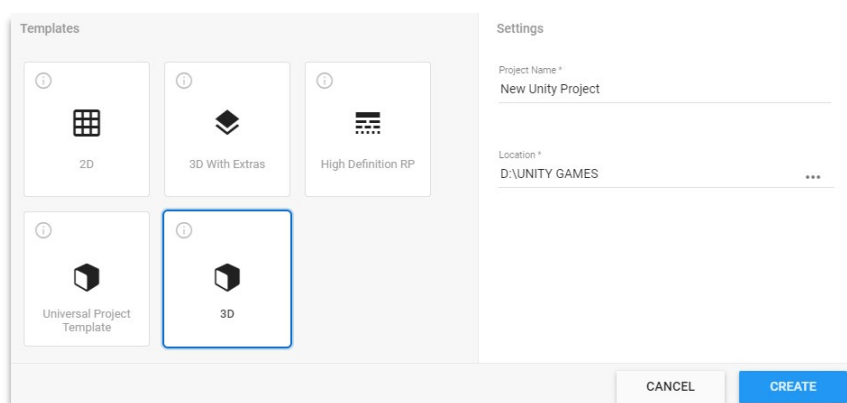 Templates
Settings
2D
3D With Extras
High Definition RP
Project Name *
New Unity Project
Location *
D:\UNITY GAMES
...
Universal Project
Template
3D
CANCEL
CREATE